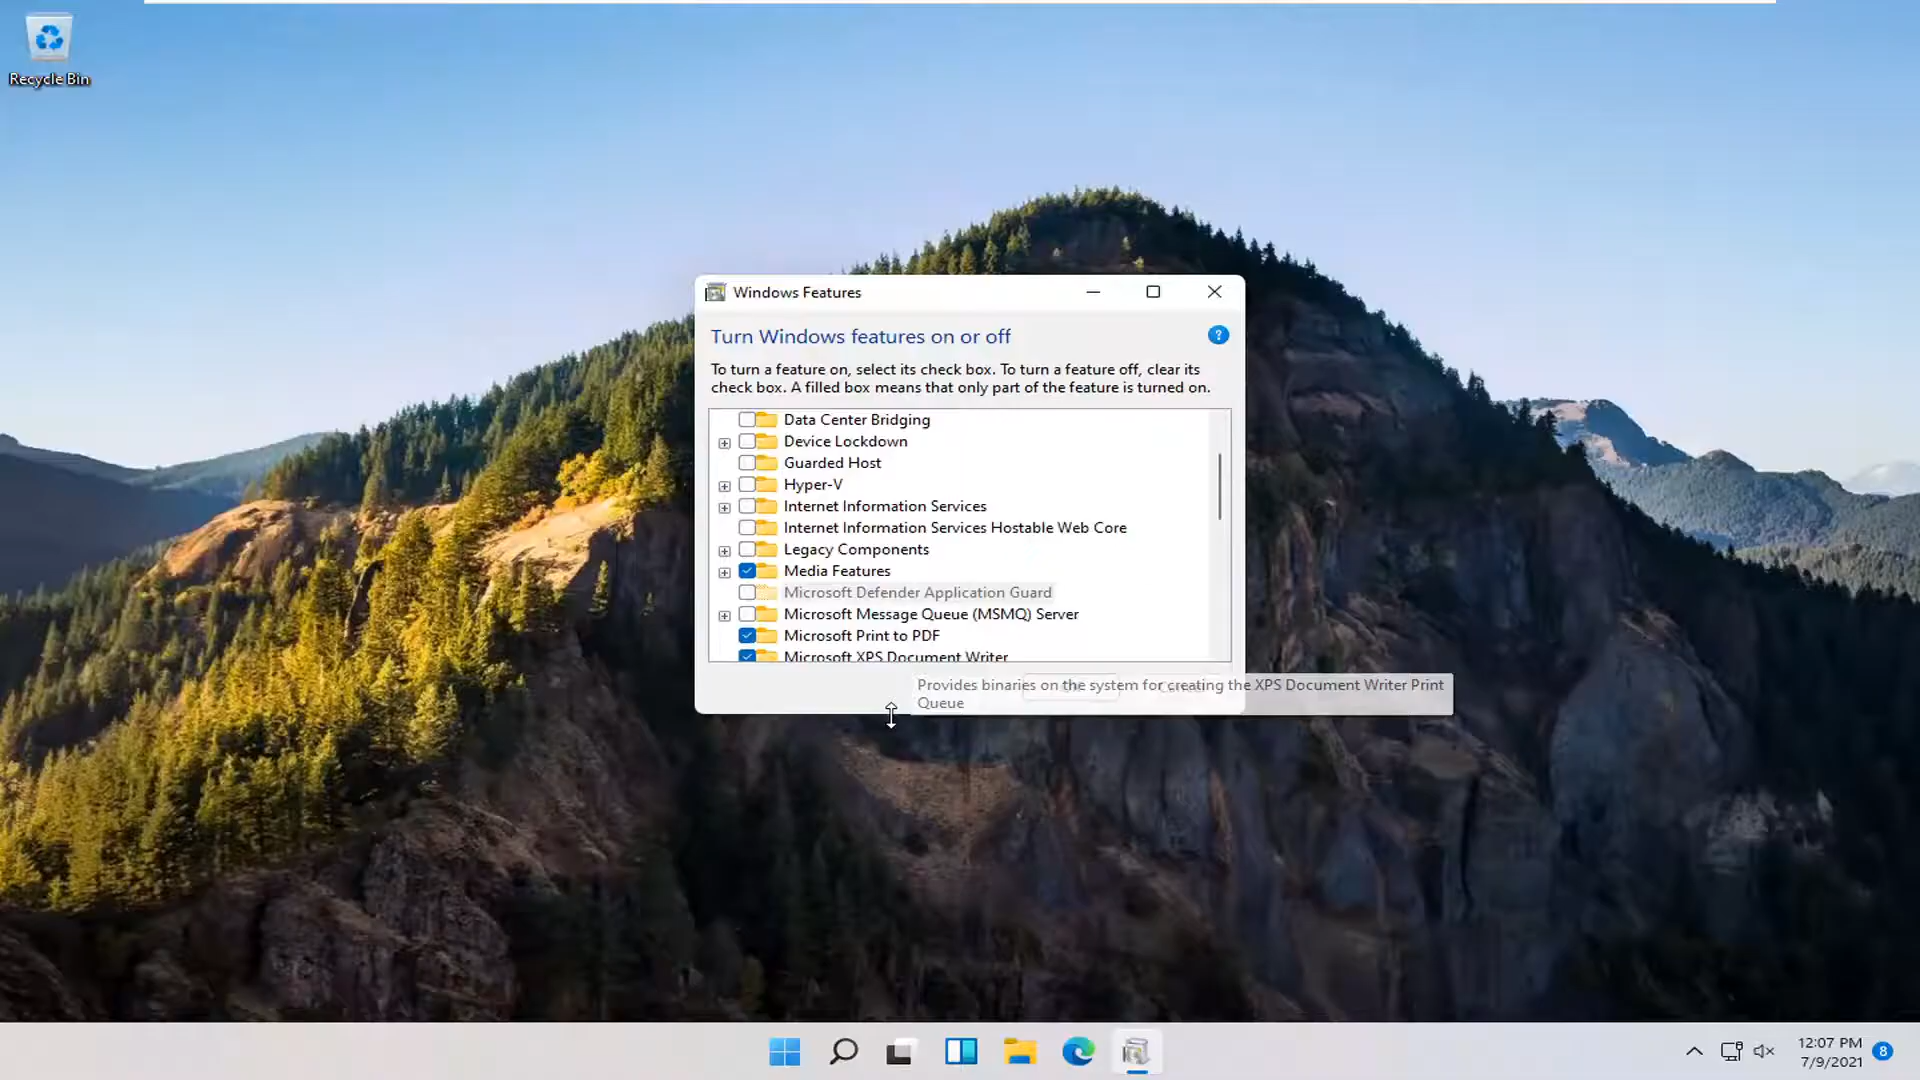 Recycle Bin
Windows Features
Turn Windows features on or off
?
To turn a feature on, select its check box. To turn a feature off, clear its
check box. A filled box means that only part of the feature is turned on.
Data Center Bridging
Device Lockdown
Guarded Host
Hyper-V
Internet Information Services
Internet Information Services Hostable Web Core
Legacy Components
Media Features
Microsoft Defender Application Guard
Microsoft Message Queue (MSMQ) Server
Microsoft Print to PDF
Microsoft XPS Document Writer
Provides binaries on the system for creating the XPS Document Writer Print
Queue
12:07 PM
7/9/2021
8